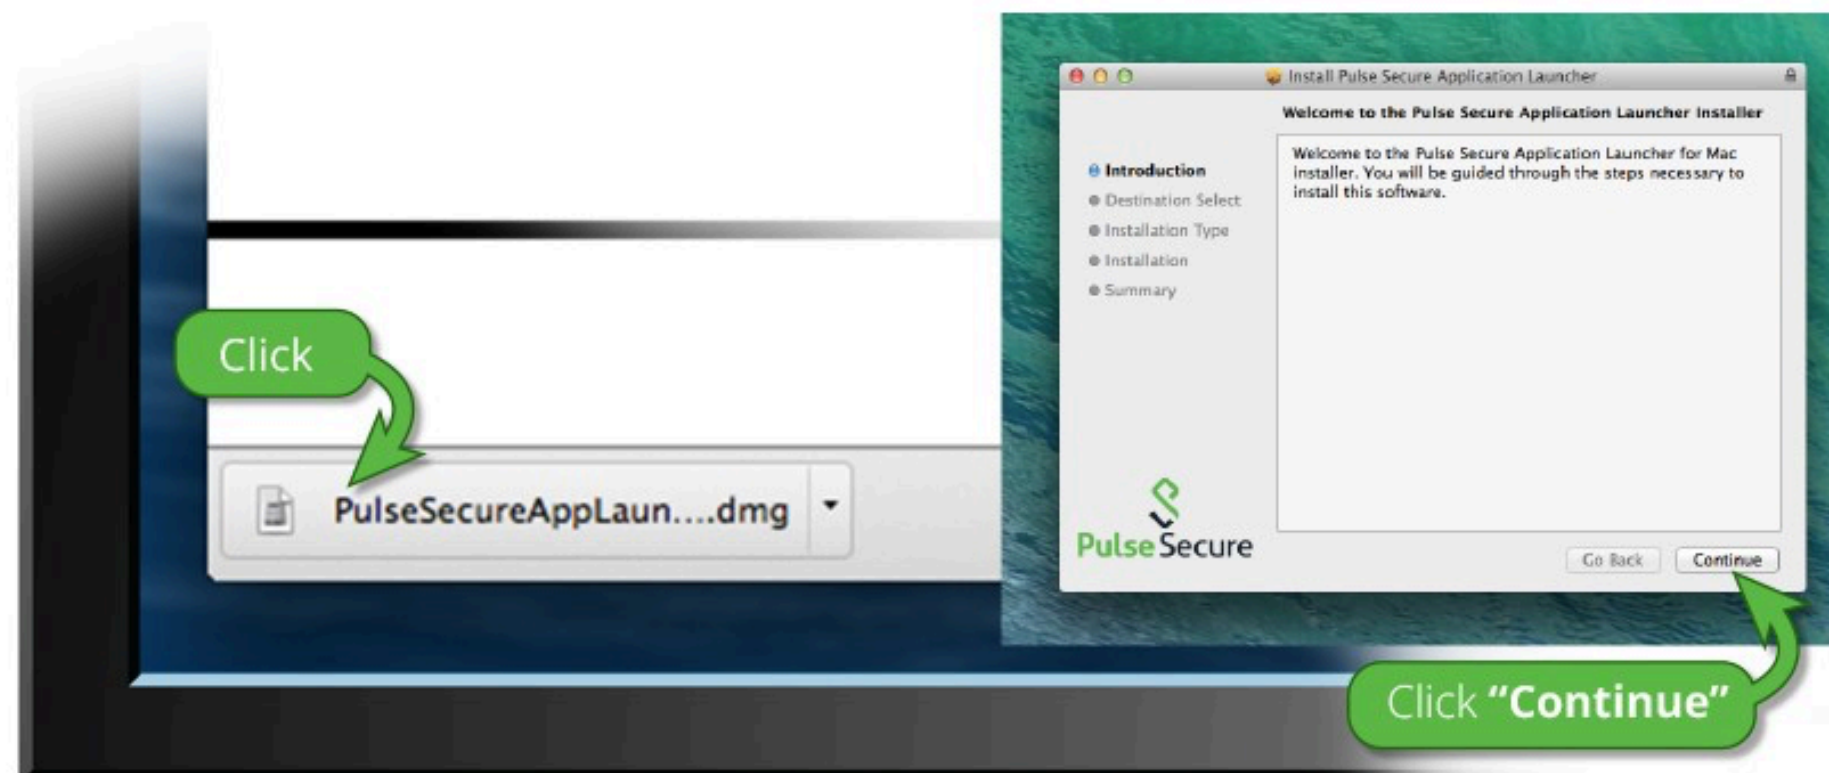 Click
PulseSecureAppLaun....dmg
Install Pulse Secure Application Launcher
Welcome to the Pulse Secure Application Launcher Installer
Introduction
Destination Select
Installation Type
Installation
Summary
Welcome to the Pulse Secure Application Launcher for Mac
installer. You will be guided through the steps necessary to
install this software.
Pulse Secure
Go Back
Continue
Click “Continue”